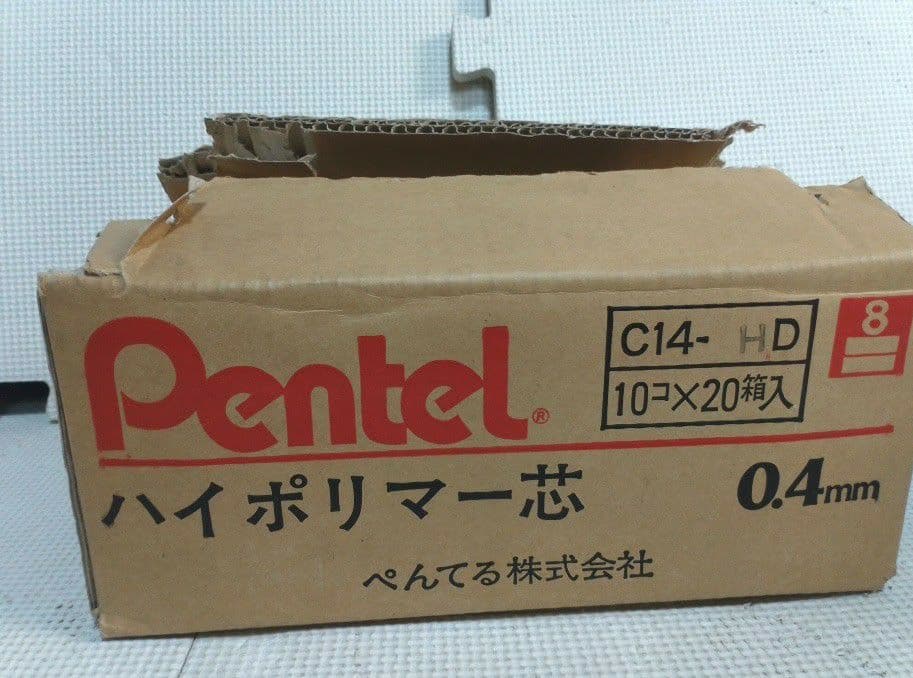 Pentel®
C14- H.D
8
10コ×20箱入
ハイポリマー芯
0.4mm
ぺんてる株式会社